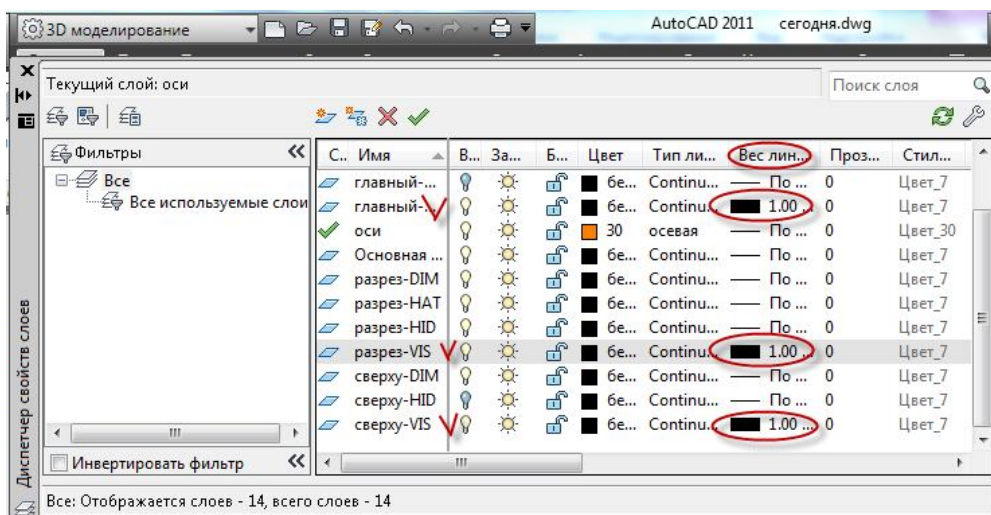 3D моделирование AutoCAD 2011 сегодня.dwg
Текущий слой: оси Поиск слоя
Фильтры
Все
Все используемые слои
Инвертировать фильтр
С.. Имя В... За... Б... Цвет Тип ли... Вес лин... Проз... Стил...
главный-... бе... Continu... По ... 0 Цвет_7
главный-... бе... Continu... 1.00 ... 0 Цвет_7
оси 30 осевая По ... 0 Цвет_30
Основная ... бе... Continu... По ... 0 Цвет_7
разрез-DIM бе... Continu... По ... 0 Цвет_7
разрез-HAT бе... Continu... По ... 0 Цвет_7
разрез-HID бе... Continu... По ... 0 Цвет_7
разрез-VIS бе... Continu... 1.00 ... 0 Цвет_7
сверху-DIM бе... Continu... По ... 0 Цвет_7
сверху-HID бе... Continu... По ... 0 Цвет_7
сверху-VIS бе... Continu... 1.00 ... 0 Цвет_7
Диспетчер свойств слоев
Все: Отображается слоев - 14, всего слоев - 14